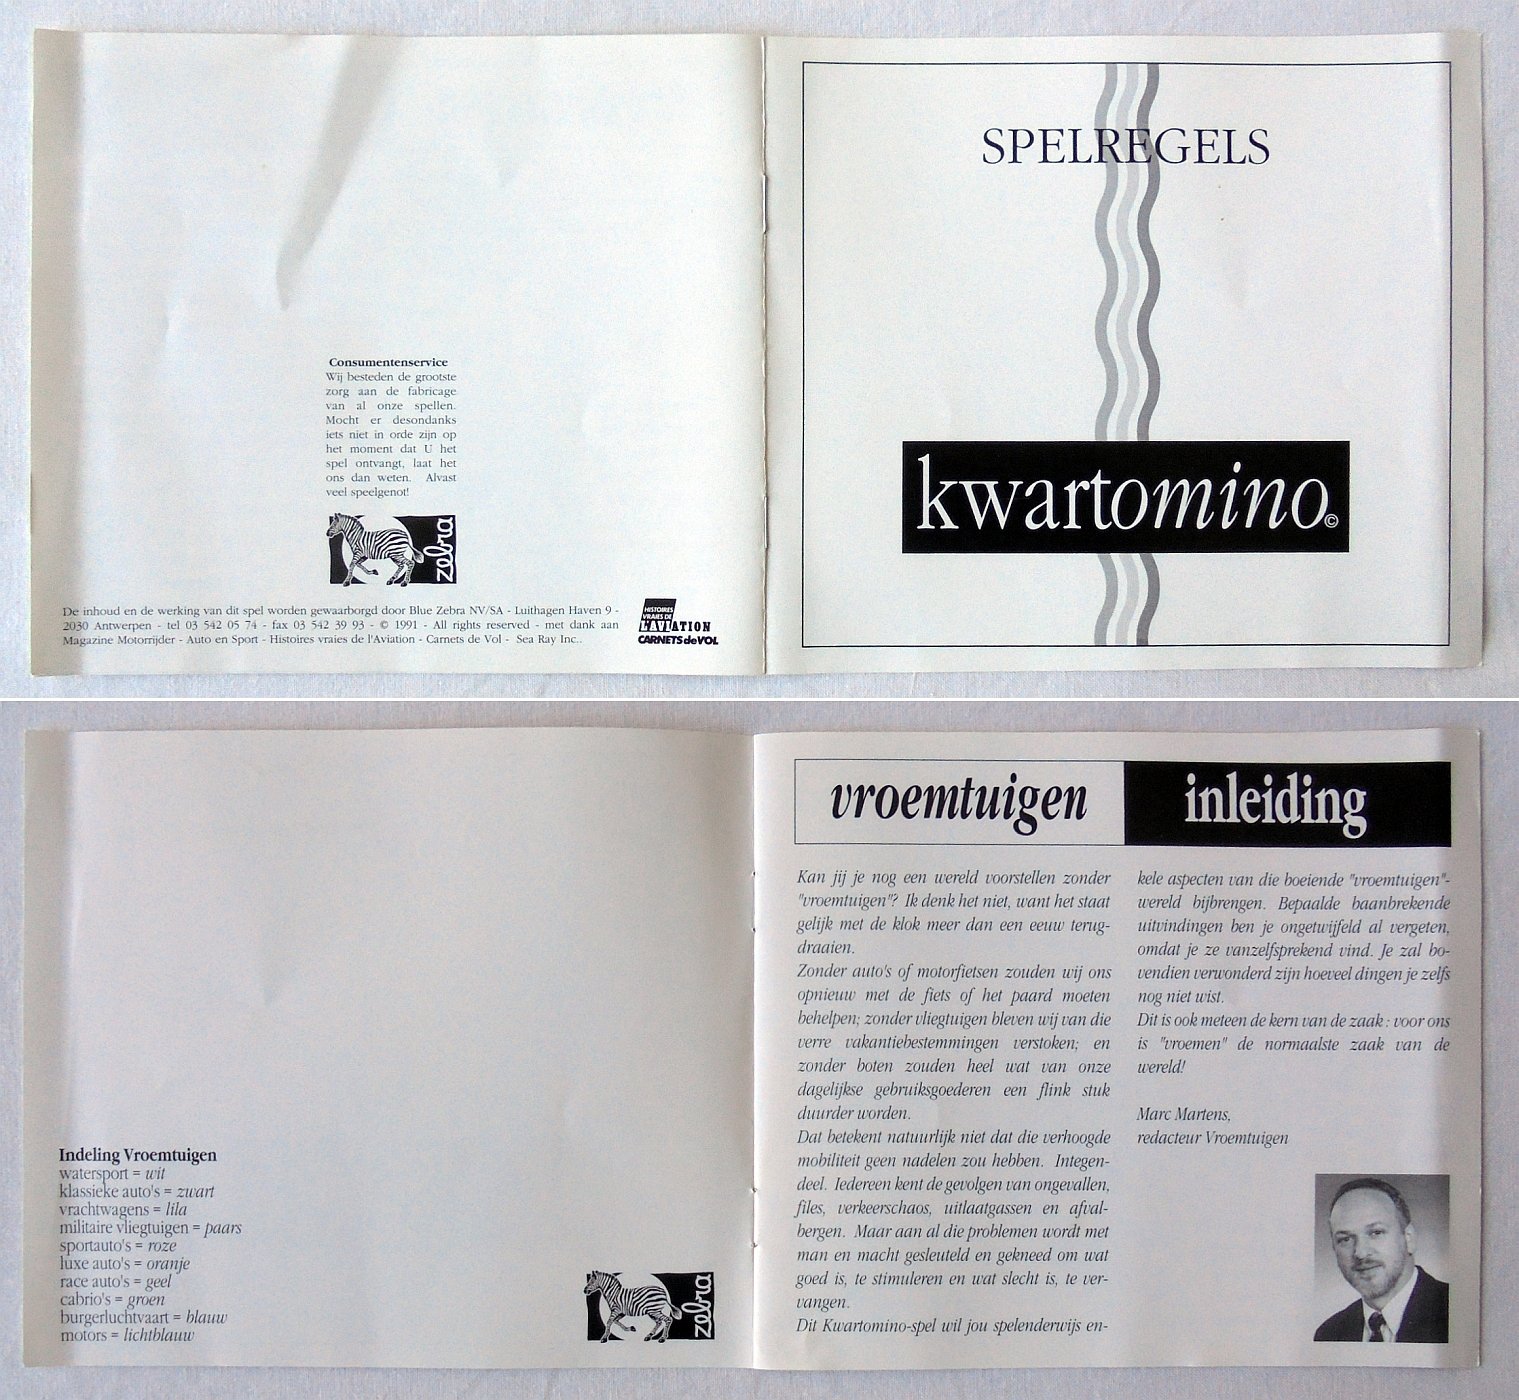 Consumentenservice
Wij besteden de grootste
zorg aan de fabricage
van al onze spellen.
Mocht er desondanks
iets niet in orde zijn op
het moment dat U het
spel ontvangt, laat het
ons dan weten. Alvast
veel speelgenot!
zebra
De inhoud en de werking van dit spel worden gewaarborgd door Blue Zebra NV/SA - Luithagen Haven 9 -
2030 Antwerpen - tel 03 542 05 74 - fax 03 542 39 93 - © 1991 - All rights reserved - met dank aan
Magazine Motorrijder - Auto en Sport - Histoires vraies de l'Aviation - Carnets de Vol - Sea Ray Inc..
HISTOIRES
VRAIES DE
L'AVIATION
CARNETS de VOL
SPELREGELS
kwartomino©
Indeling Vroemtuigen
watersport = wit
klassieke auto's = zwart
vrachtwagens = lila
militaire vliegtuigen = paars
sportauto's = roze
luxe auto's = oranje
race auto's = geel
cabrio's = groen
burgerluchtvaart = blauw
motors = lichtblauw
zebra
vroemtuigen inleiding
Kan jij je nog een wereld voorstellen zonder
"vroemtuigen"? Ik denk het niet, want het staat
gelijk met de klok meer dan een eeuw terug-
draaien.
Zonder auto's of motorfietsen zouden wij ons
opnieuw met de fiets of het paard moeten
behelpen; zonder vliegtuigen bleven wij van die
verre vakantiebestemmingen verstoken; en
zonder boten zouden heel wat van onze
dagelijkse gebruiksgoederen een flink stuk
duurder worden.
Dat betekent natuurlijk niet dat die verhoogde
mobiliteit geen nadelen zou hebben. Integen-
deel. Iedereen kent de gevolgen van ongevallen,
files, verkeerschaos, uitlaatgassen en afval-
bergen. Maar aan al die problemen wordt met
man en macht gesleuteld en gekneed om wat
goed is, te stimuleren en wat slecht is, te ver-
vangen.
Dit Kwartomino-spel wil jou spelenderwijs en-
kele aspecten van die boeiende "vroemtuigen"-
wereld bijbrengen. Bepaalde baanbrekende
uitvindingen ben je ongetwijfeld al vergeten,
omdat je ze vanzelfsprekend vind. Je zal bo-
vendien verwonderd zijn hoeveel dingen je zelfs
nog niet wist.
Dit is ook meteen de kern van de zaak : voor ons
is "vroemen" de normaalste zaak van de
wereld!
Marc Martens,
redacteur Vroemtuigen